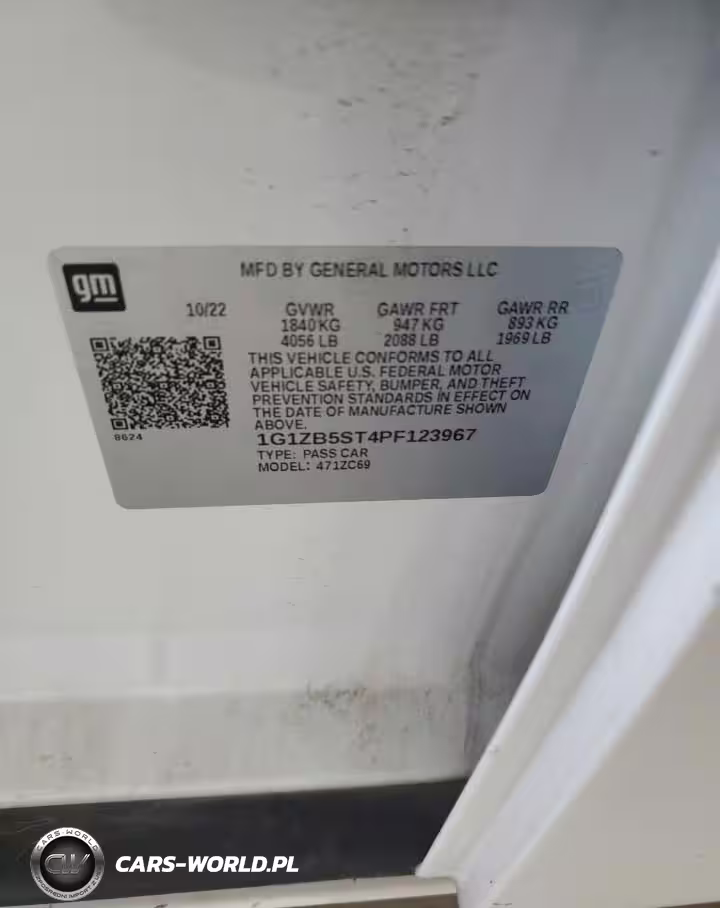 gm
MFD BY GENERAL MOTORS LLC
10/22 GVWR GAWR FRT GAWR RR
1840 KG 947 KG 893 KG
4056 LB 2088 LB 1969 LB
THIS VEHICLE CONFORMS TO ALL
APPLICABLE U.S. FEDERAL MOTOR
VEHICLE SAFETY, BUMPER, AND THEFT
PREVENTION STANDARDS IN EFFECT ON
THE DATE OF MANUFACTURE SHOWN
ABOVE.
8624
1G1ZB5ST4PF123967
TYPE: PASS CAR
MODEL: 471ZC69
CARS-WORLD
CW
CARS-WORLD.PL